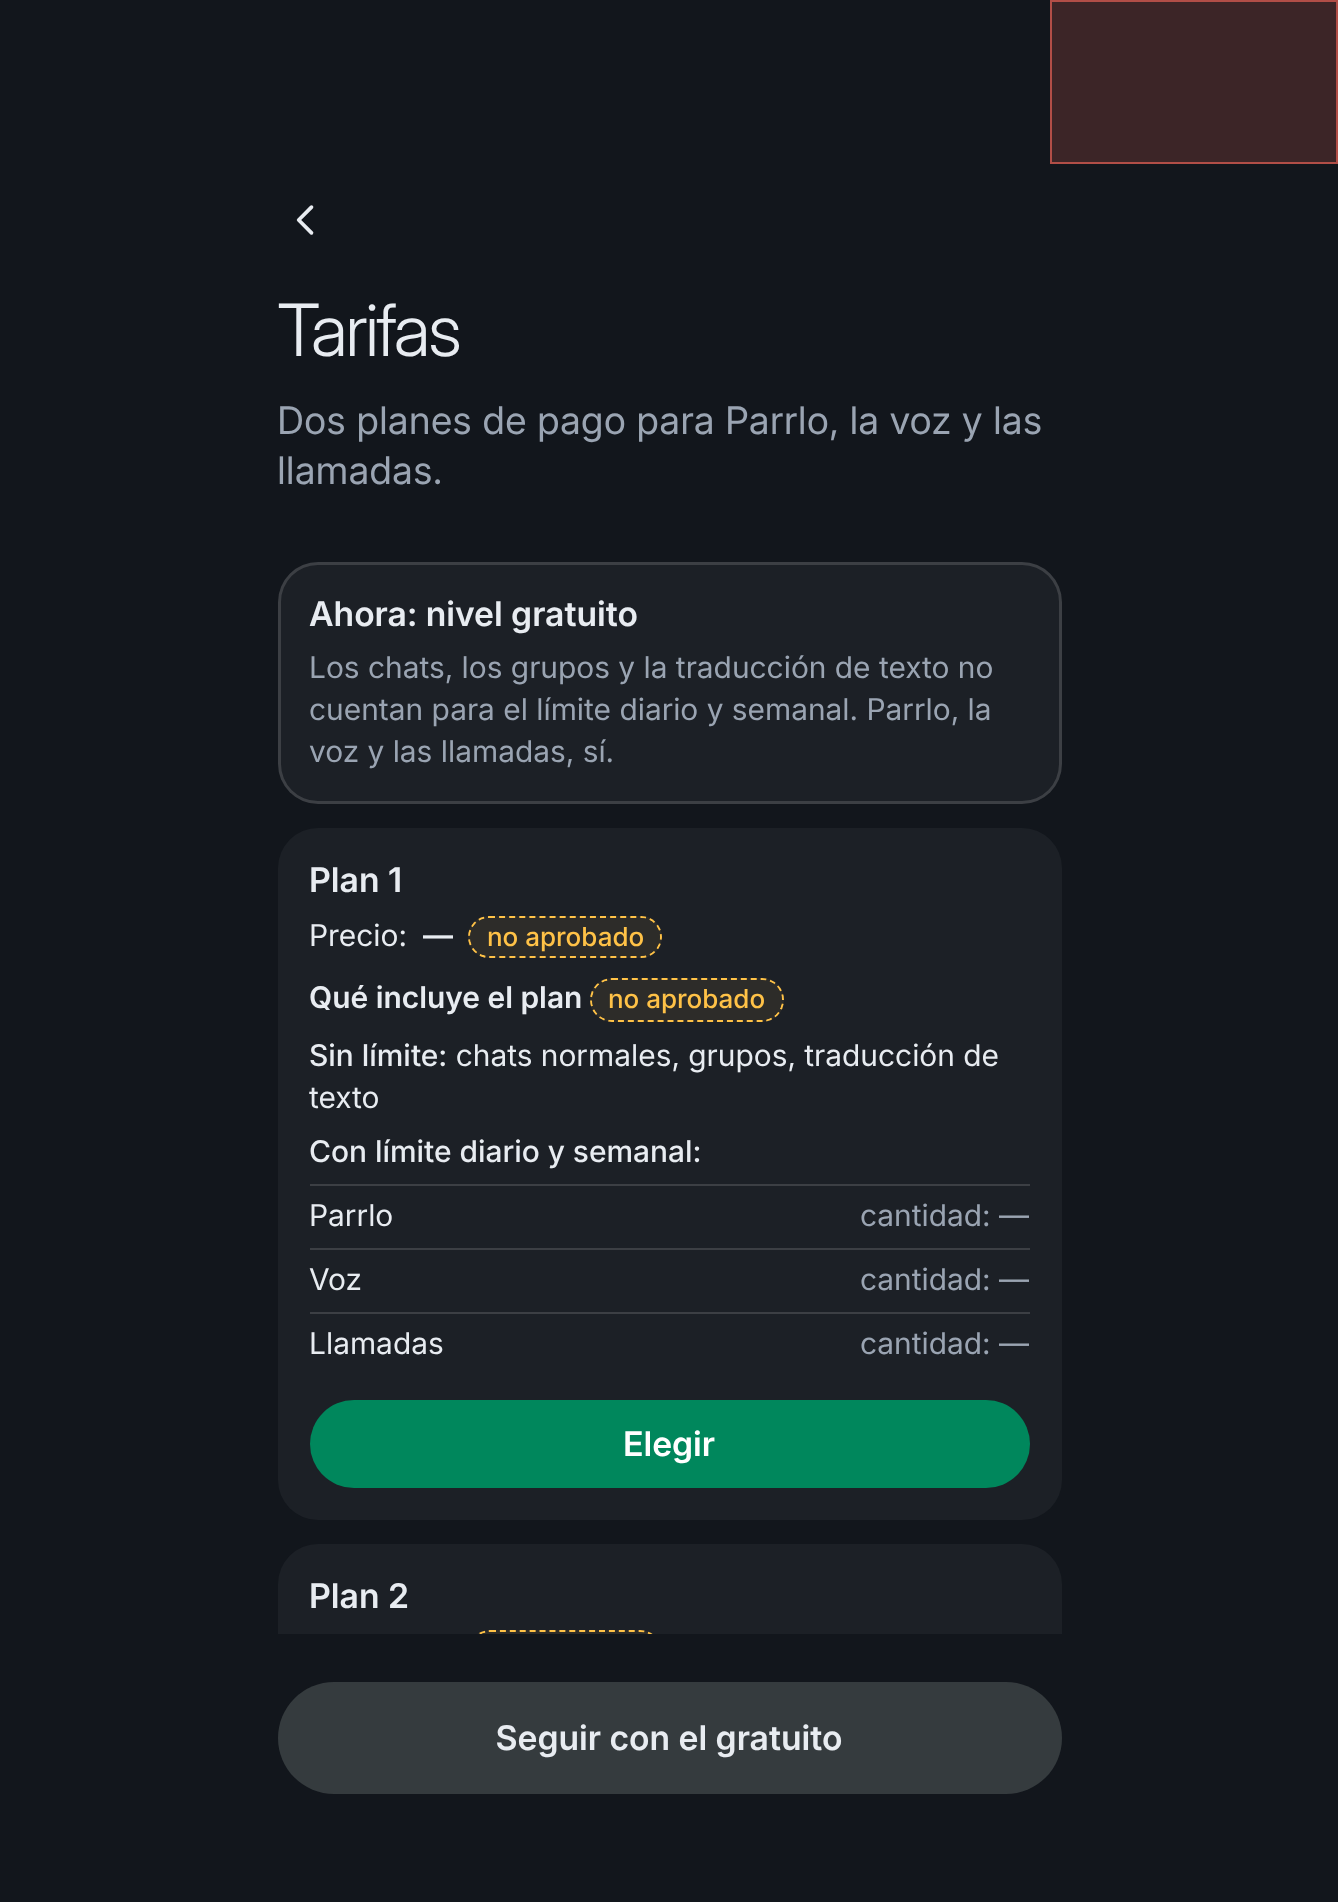 Tarifas
Dos planes de pago para Parrlo, la voz y las
llamadas.
Ahora: nivel gratuito
Los chats, los grupos y la traducción de texto no
cuentan para el límite diario y semanal. Parrlo, la
voz y las llamadas, sí.
Plan 1
Precio: — no aprobado
Qué incluye el plan no aprobado
Sin límite: chats normales, grupos, traducción de
texto
Con límite diario y semanal:
Parrlo cantidad: —
Voz cantidad: —
Llamadas cantidad: —
Elegir
Plan 2
Seguir con el gratuito